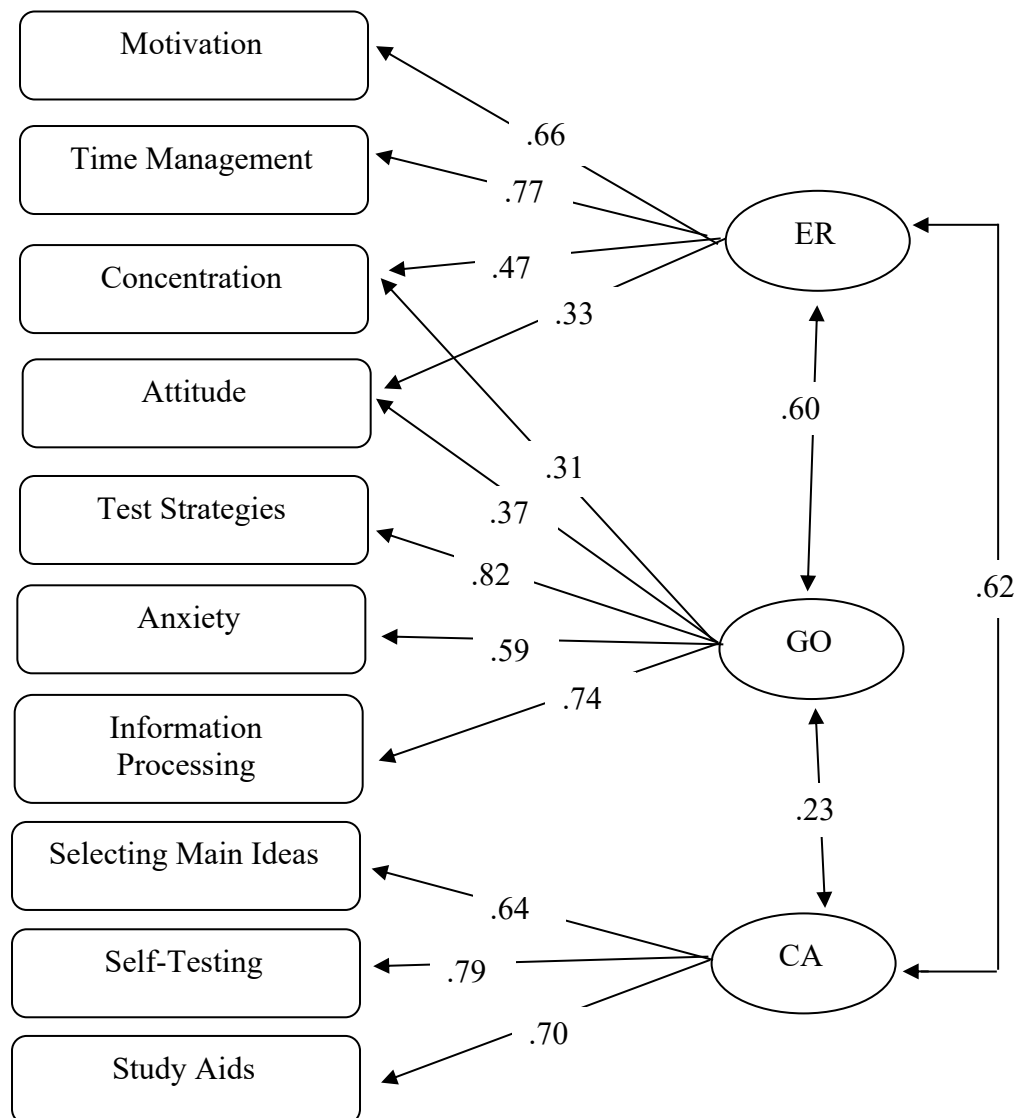 Motivation
.66
Time Management
.77
ER
Concentration
.47
.33
Attitude
.60
.31
.37
Test Strategies
.82
.62
Anxiety
.59
GO
.74
Information
Processing
.23
Selecting Main Ideas
.64
Self-Testing
.79
CA
.70
Study Aids